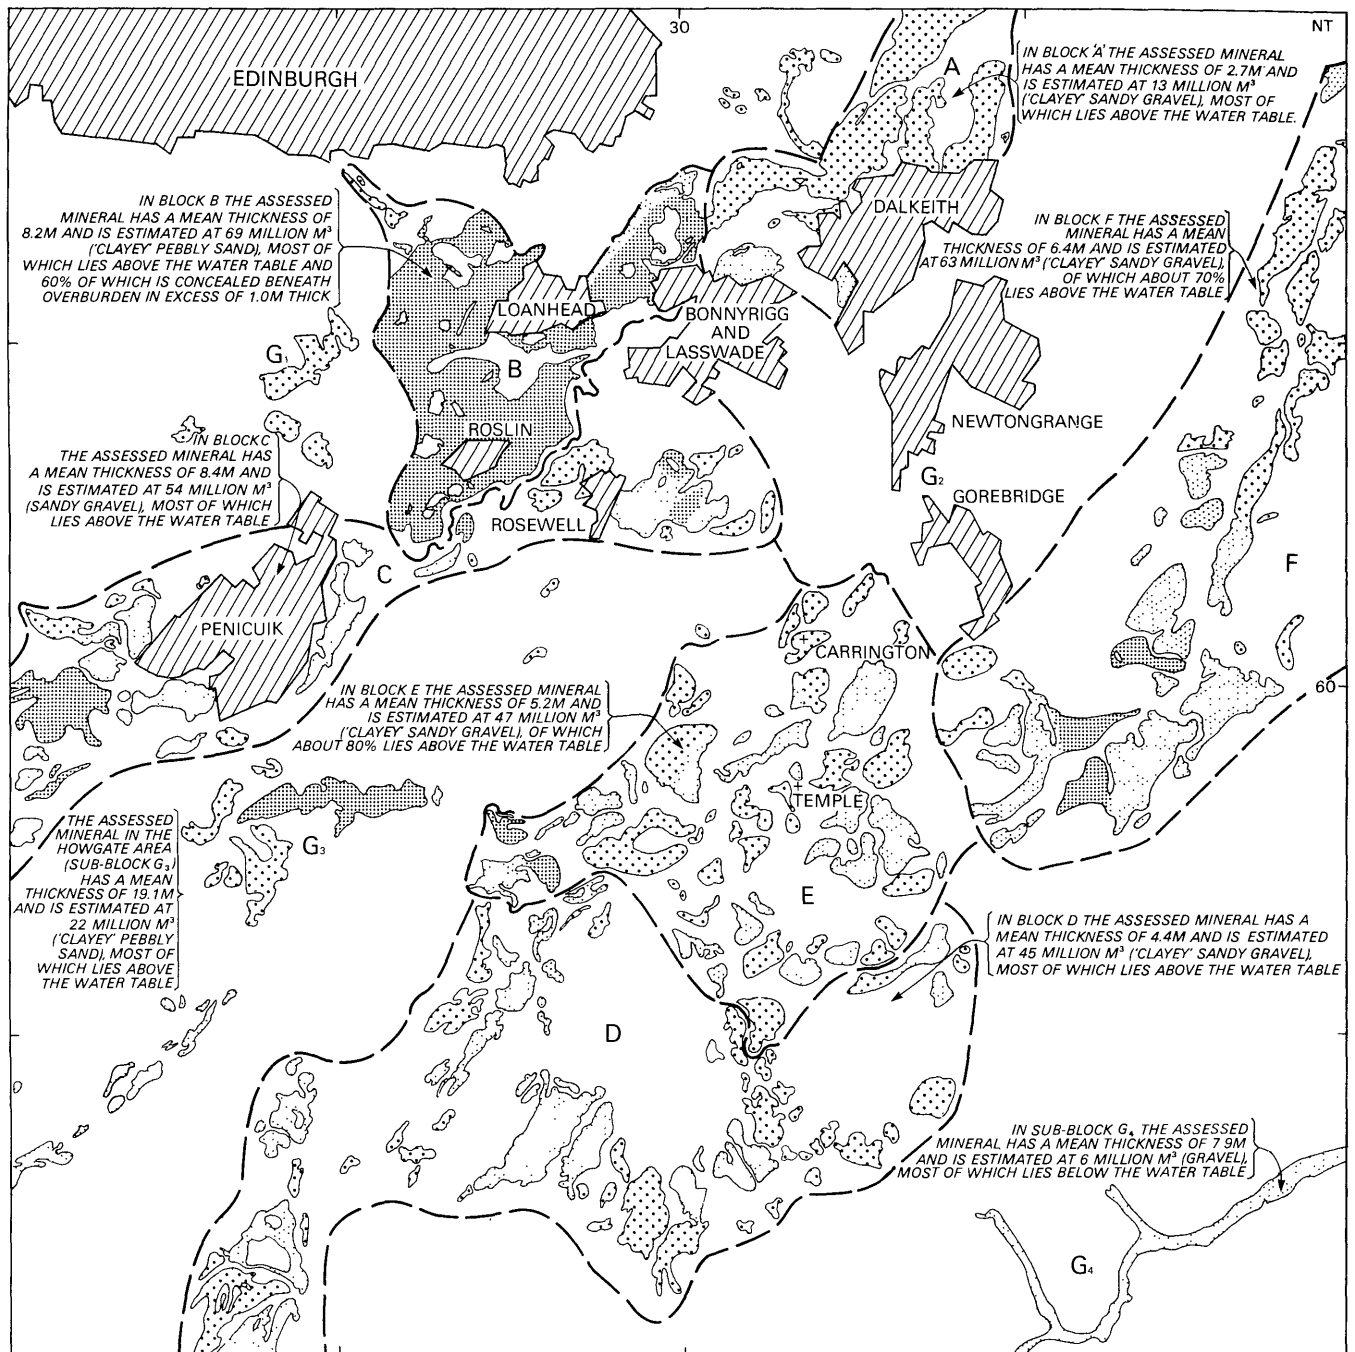 30
NT
EDINBURGH
A
IN BLOCK 'A' THE ASSESSED MINERAL
HAS A MEAN THICKNESS OF 2.7M AND
IS ESTIMATED AT 13 MILLION M³
('CLAYEY' SANDY GRAVEL), MOST OF
WHICH LIES ABOVE THE WATER TABLE.
IN BLOCK B THE ASSESSED
MINERAL HAS A MEAN THICKNESS OF
8.2M AND IS ESTIMATED AT 69 MILLION M³
('CLAYEY' PEBBLY SAND), MOST OF
WHICH LIES ABOVE THE WATER TABLE AND
60% OF WHICH IS CONCEALED BENEATH
OVERBURDEN IN EXCESS OF 1.0M THICK
DALKEITH
IN BLOCK F THE ASSESSED
MINERAL HAS A MEAN
THICKNESS OF 6.4M AND IS ESTIMATED
AT 63 MILLION M³ ('CLAYEY' SANDY GRAVEL),
OF WHICH ABOUT 70%
LIES ABOVE THE WATER TABLE
LOANHEAD
BONNYRIGG
AND
LASSWADE
G₁
B
NEWTONGRANGE
ROSLIN
IN BLOCK C
THE ASSESSED MINERAL HAS
A MEAN THICKNESS OF 8.4M AND
IS ESTIMATED AT 54 MILLION M³
(SANDY GRAVEL), MOST OF WHICH
LIES ABOVE THE WATER TABLE
G₂
GOREBRIDGE
ROSEWELL
C
F
PENICUIK
CARRINGTON
60
IN BLOCK E THE ASSESSED MINERAL
HAS A MEAN THICKNESS OF 5.2M AND
IS ESTIMATED AT 47 MILLION M³
('CLAYEY' SANDY GRAVEL), OF WHICH
ABOUT 80% LIES ABOVE THE WATER TABLE
TEMPLE
THE ASSESSED
MINERAL IN THE
HOWGATE AREA
(SUB-BLOCK G₃)
HAS A MEAN
THICKNESS OF 19.1M
AND IS ESTIMATED AT
22 MILLION M³
('CLAYEY' PEBBLY
SAND), MOST OF
WHICH LIES ABOVE
THE WATER TABLE
G₃
E
IN BLOCK D THE ASSESSED MINERAL HAS A
MEAN THICKNESS OF 4.4M AND IS ESTIMATED
AT 45 MILLION M³ ('CLAYEY' SANDY GRAVEL),
MOST OF WHICH LIES ABOVE THE WATER TABLE
D
IN SUB-BLOCK G₄ THE ASSESSED
MINERAL HAS A MEAN THICKNESS OF 7.9M
AND IS ESTIMATED AT 6 MILLION M³ (GRAVEL),
MOST OF WHICH LIES BELOW THE WATER TABLE
G₄